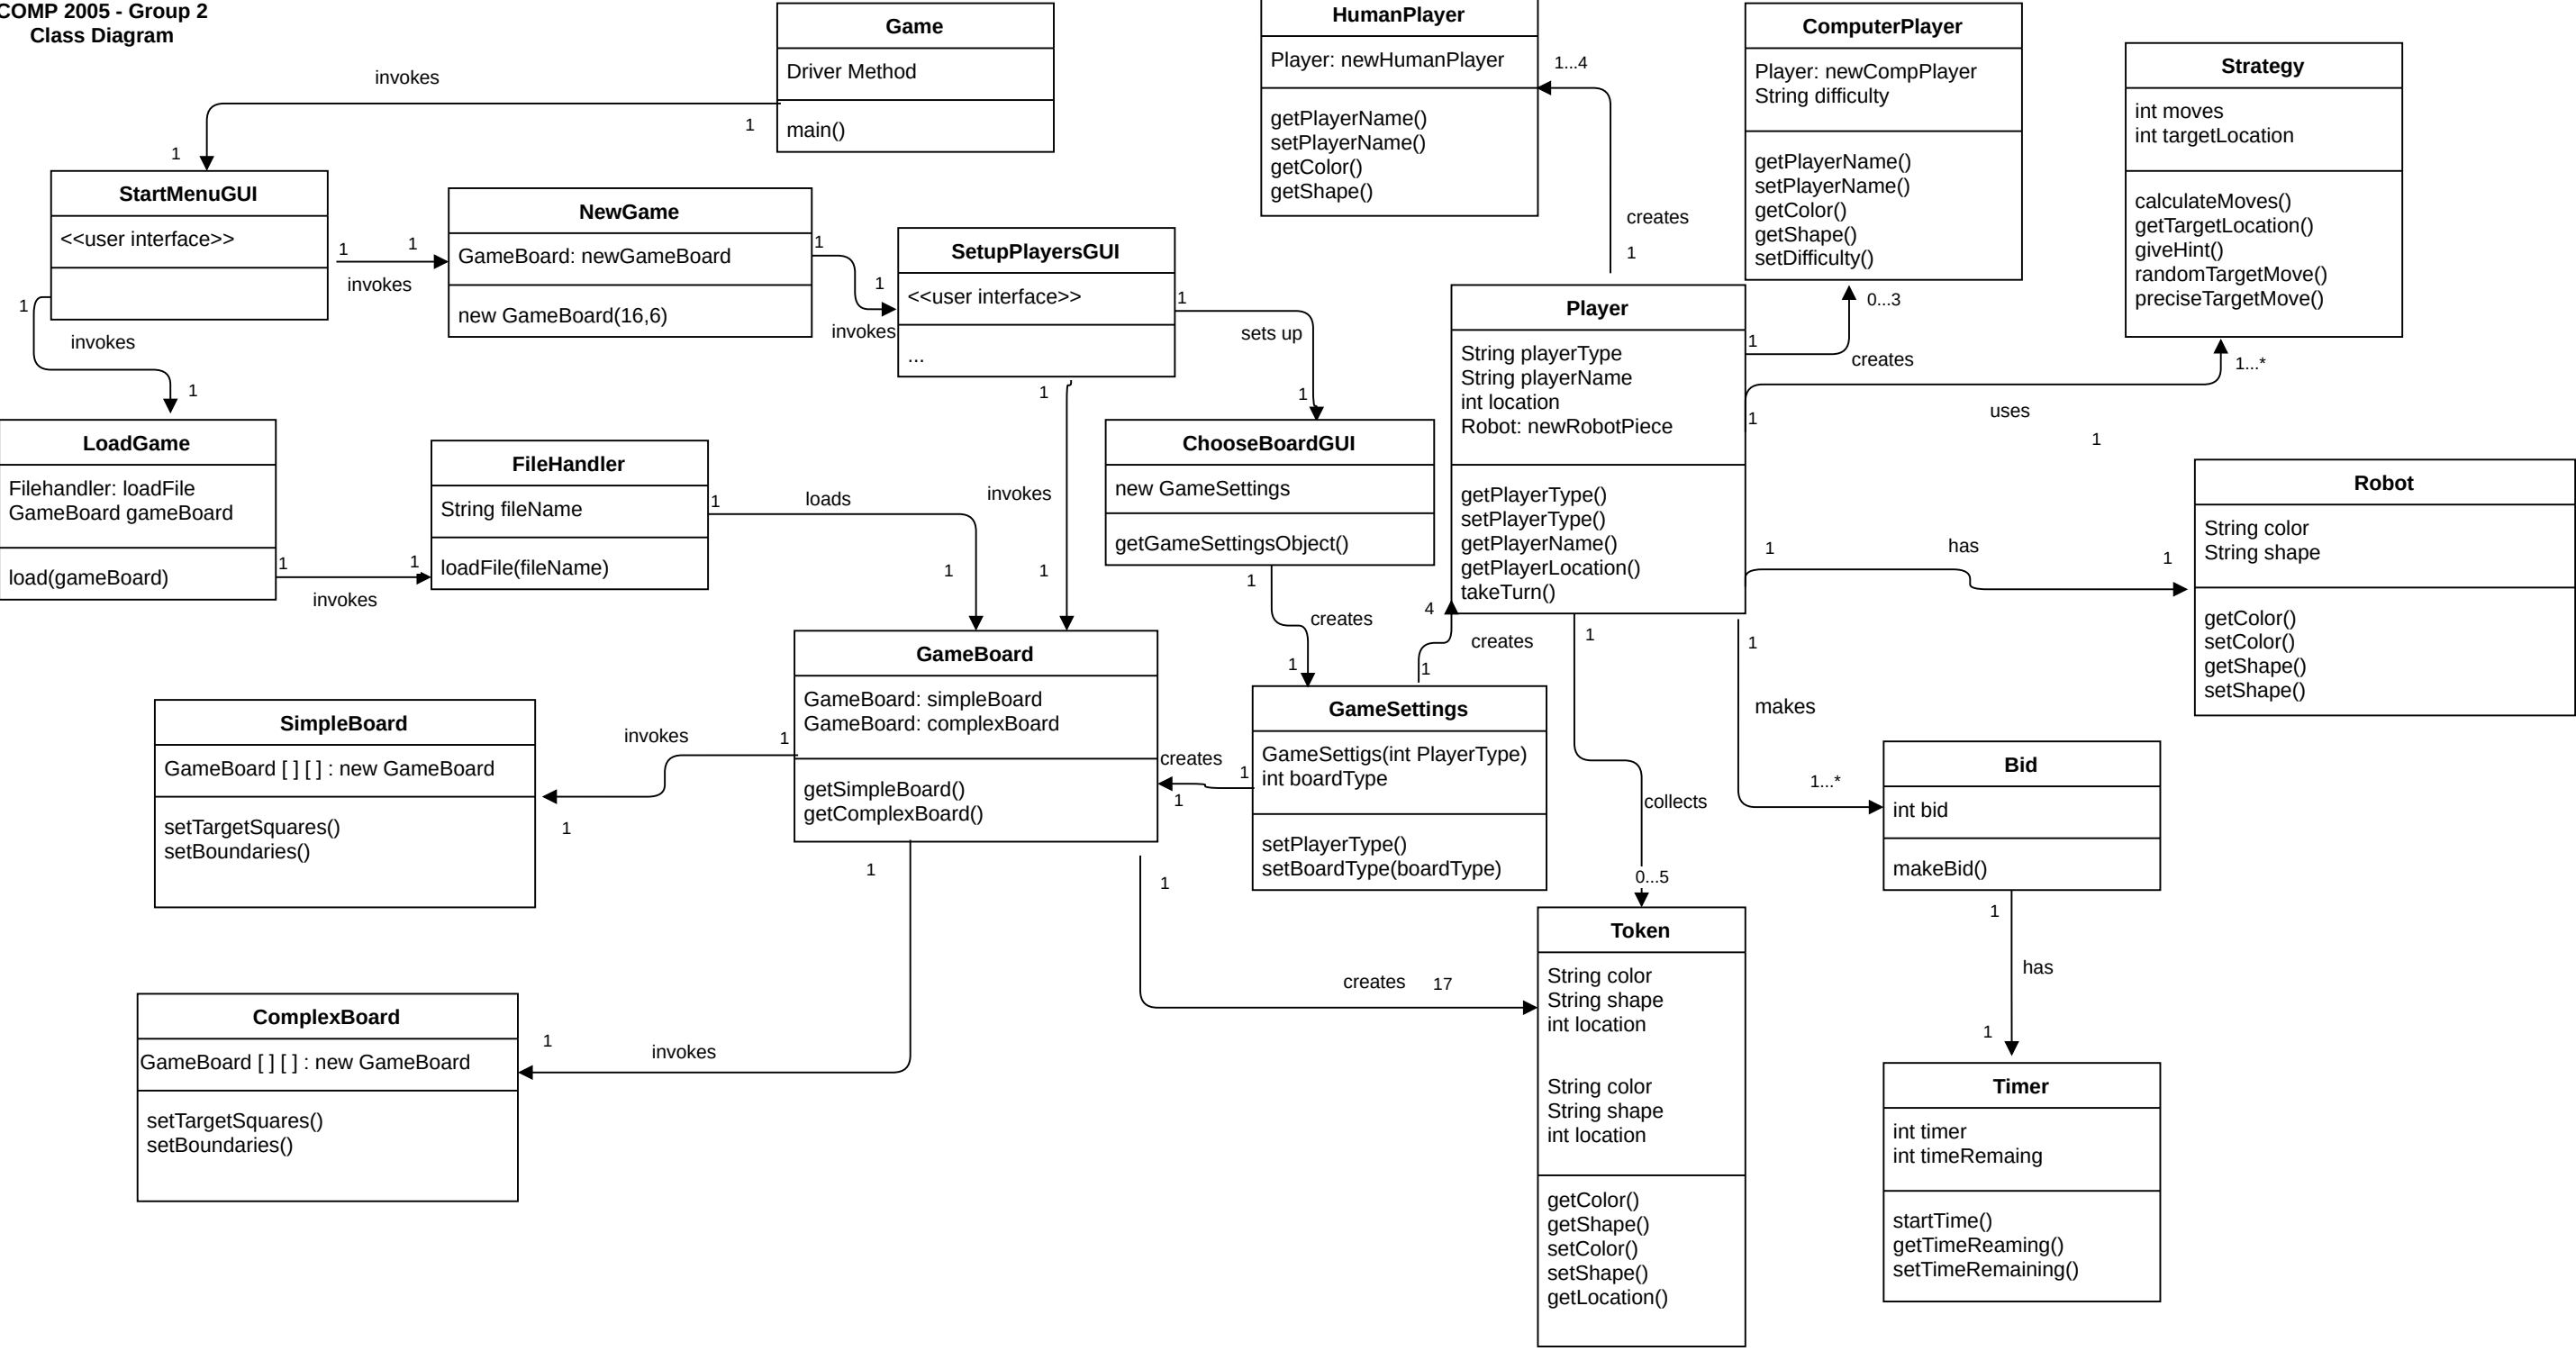 COMP 2005 - Group 2
Class Diagram
Game
Driver Method
main()
invokes
1
1
HumanPlayer
Player: newHumanPlayer
getPlayerName()
setPlayerName()
getColor()
getShape()
1...4
creates
1
ComputerPlayer
Player: newCompPlayer
String difficulty
getPlayerName()
setPlayerName()
getColor()
getShape()
setDifficulty()
0...3
1
creates
Strategy
int moves
int targetLocation
calculateMoves()
getTargetLocation()
giveHint()
randomTargetMove()
preciseTargetMove()
1...*
uses
1
1
StartMenuGUI
<<user interface>>
1
1
invokes
1
invokes
1
NewGame
GameBoard: newGameBoard
new GameBoard(16,6)
1
1
invokes
SetupPlayersGUI
<<user interface>>
...
1
sets up
1
1
invokes
1
Player
String playerType
String playerName
int location
Robot: newRobotPiece
getPlayerType()
setPlayerType()
getPlayerName()
getPlayerLocation()
takeTurn()
LoadGame
Filehandler: loadFile
GameBoard gameBoard
load(gameBoard)
1
1
invokes
FileHandler
String fileName
loadFile(fileName)
1
loads
1
ChooseBoardGUI
new GameSettings
getGameSettingsObject()
1
creates
1
4
creates
1
1
has
1
Robot
String color
String shape
getColor()
setColor()
getShape()
setShape()
GameBoard
GameBoard: simpleBoard
GameBoard: complexBoard
getSimpleBoard()
getComplexBoard()
creates
1
1
GameSettings
GameSettigs(int PlayerType)
int boardType
setPlayerType()
setBoardType(boardType)
1
collects
0...5
1
makes
1...*
Bid
int bid
makeBid()
1
has
1
SimpleBoard
GameBoard [ ] [ ] : new GameBoard
setTargetSquares()
setBoundaries()
invokes
1
1
1
1
creates
17
ComplexBoard
GameBoard [ ] [ ] : new GameBoard
setTargetSquares()
setBoundaries()
1
invokes
Token
String color
String shape
int location
String color
String shape
int location
getColor()
getShape()
setColor()
setShape()
getLocation()
Timer
int timer
int timeRemaing
startTime()
getTimeReaming()
setTimeRemaining()